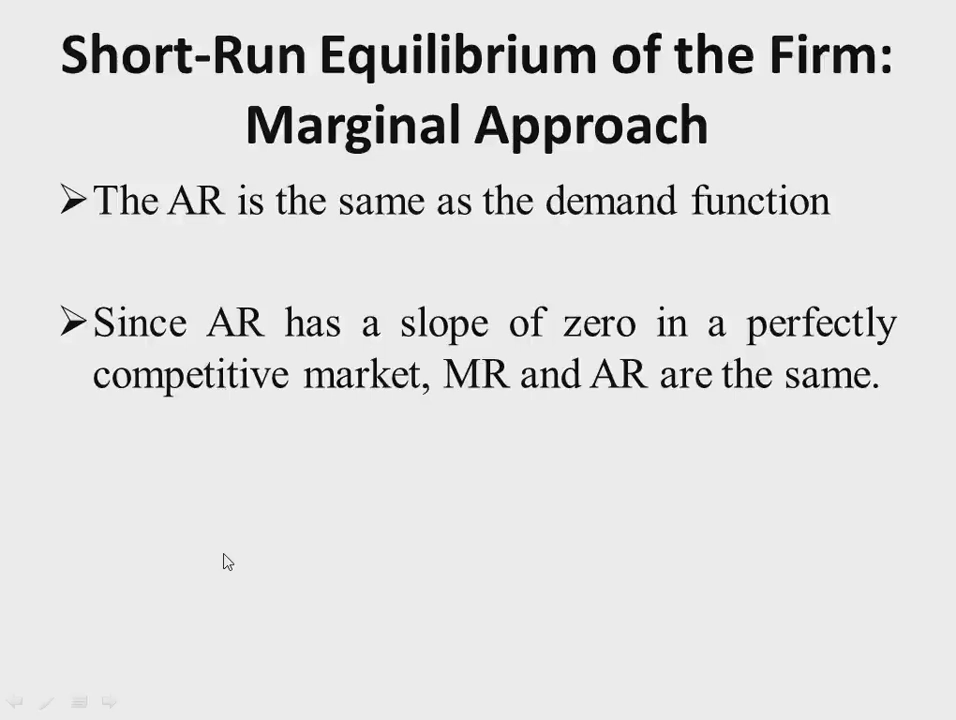 Short-Run Equilibrium of the Firm:
Marginal Approach
The AR is the same as the demand function
Since AR has a slope of zero in a perfectly
competitive market, MR and AR are the same.